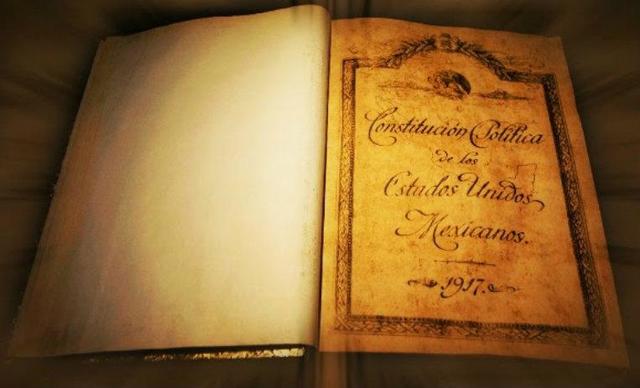 Constitución Política
de los
Estados Unidos
Mexicanos.
1917.